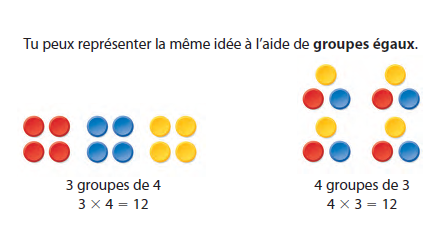 Tu peux représenter la même idée à l’aide de groupes égaux.
3 groupes de 4
3 × 4 = 12
4 groupes de 3
4 × 3 = 12